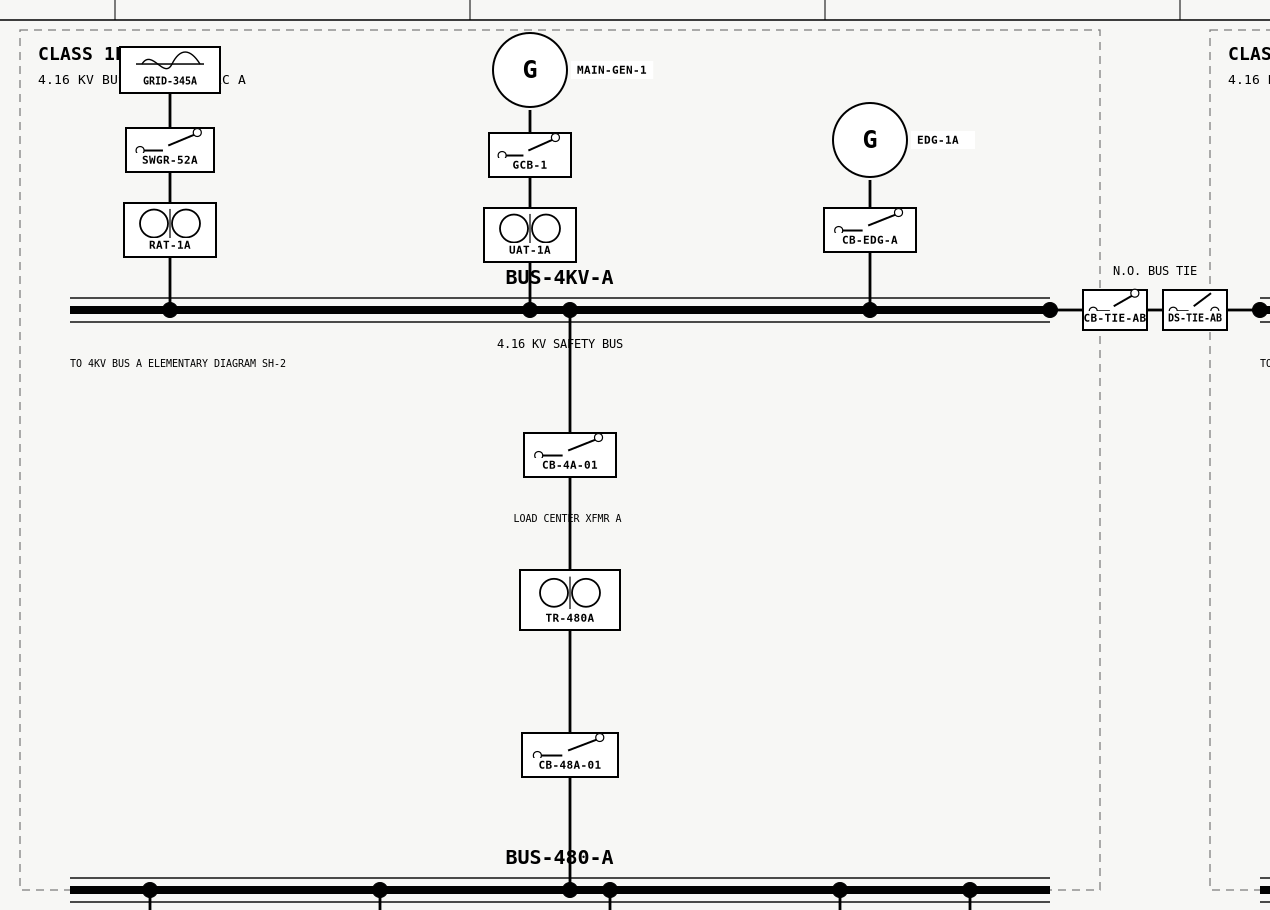 CLASS 1
4.16 KV BU
C A
GRID-345A
G
MAIN-GEN-1
CLAS
4.16
SWGR-52A
GCB-1
G
EDG-1A
RAT-1A
UAT-1A
CB-EDG-A
BUS-4KV-A
N.O. BUS TIE
CB-TIE-AB
DS-TIE-AB
4.16 KV SAFETY BUS
TO 4KV BUS A ELEMENTARY DIAGRAM SH-2
TO
CB-4A-01
LOAD CENTER XFMR A
TR-480A
CB-48A-01
BUS-480-A